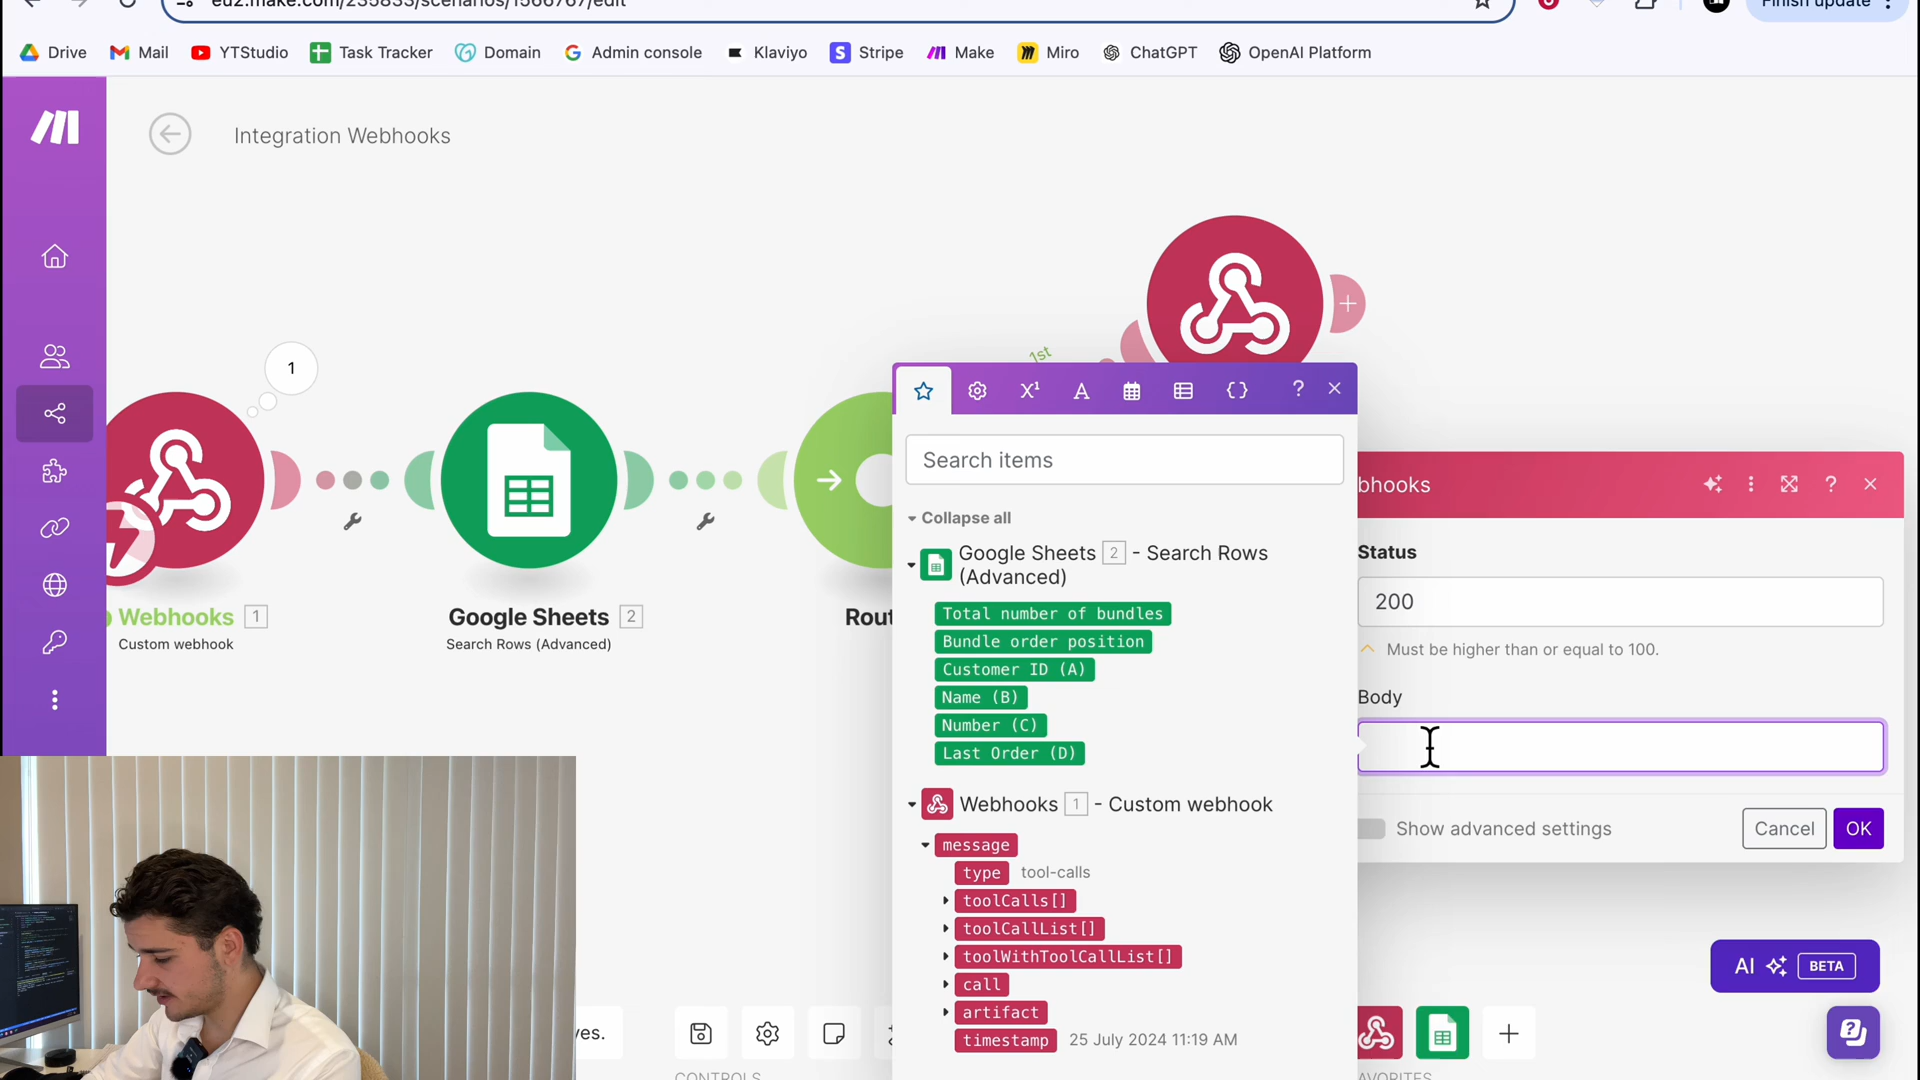 eu2.make.com/235833/scenarios/1566767/edit
Finish update
Drive
Mail
YTStudio
Task Tracker
Domain
Admin console
Klaviyo
Stripe
Make
Miro
ChatGPT
OpenAI Platform
Integration Webhooks
1
1st
Webhooks 1
Custom webhook
Google Sheets 2
Search Rows (Advanced)
Rout
Search items
Collapse all
Google Sheets 2 - Search Rows
(Advanced)
Total number of bundles
Bundle order position
Customer ID (A)
Name (B)
Number (C)
Last Order (D)
Webhooks 1 - Custom webhook
message
type tool-calls
toolCalls[]
toolCallList[]
toolWithToolCallList[]
call
artifact
timestamp 25 July 2024 11:19 AM
bhooks
Status
200
Must be higher than or equal to 100.
Body
Show advanced settings
Cancel
OK
AI BETA
ves.
CONTROLS
AVORITES